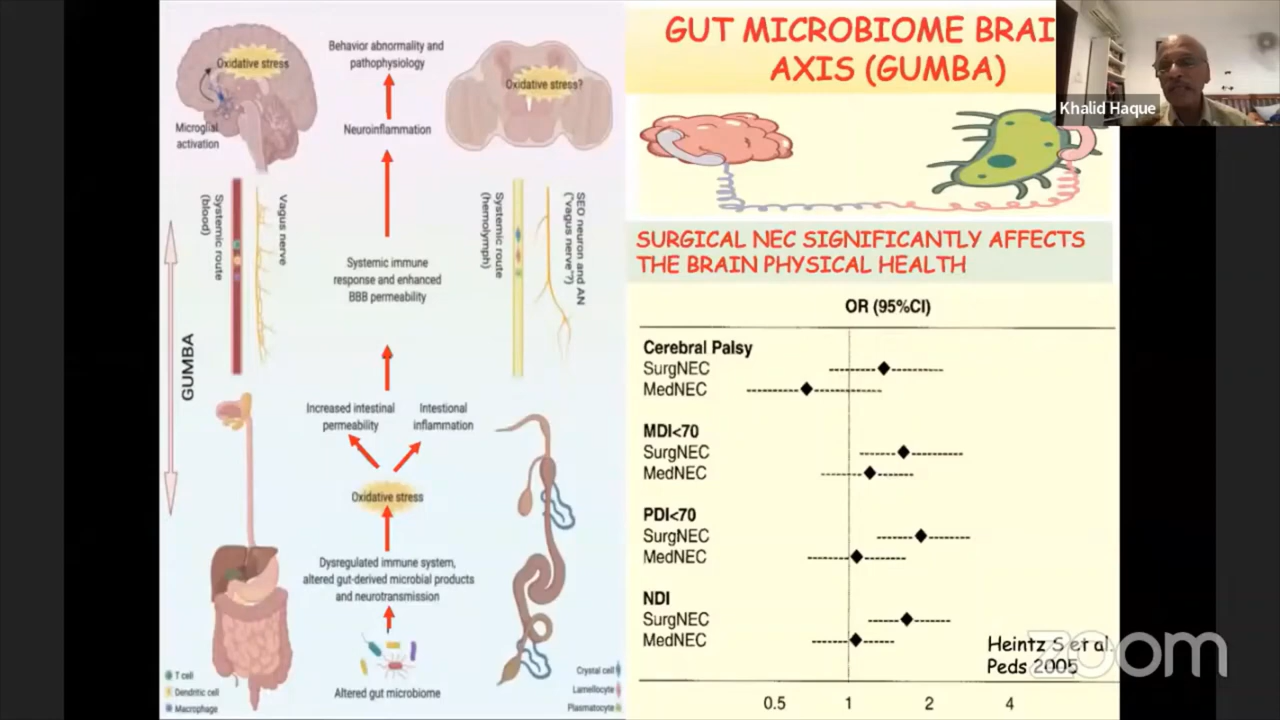 Oxidative stress
Microglial
activation
Behavior abnormality and
pathophysiology
Neuroinflammation
Oxidative stress?
Systemic route
(blood)
Vagus nerve
Systemic immune
response and enhanced
BBB permeability
Systemic route
(hemolymph)
SEO neuron and AN
("vagus nerve"?)
GUMBA
Increased intestinal
permeability
Intestional
inflammation
Oxidative stress
Dysregulated immune system,
altered gut-derived microbial products
and neurotransmission
Altered gut microbiome
T cell
Dendritic cell
Macrophage
Crystal cell
Lamellocyte
Plasmatocyte
GUT MICROBIOME BRAI
AXIS (GUMBA)
Khalid Haque
SURGICAL NEC SIGNIFICANTLY AFFECTS
THE BRAIN PHYSICAL HEALTH
OR (95%CI)
Cerebral Palsy
SurgNEC
MedNEC
MDI<70
SurgNEC
MedNEC
PDI<70
SurgNEC
MedNEC
NDI
SurgNEC
MedNEC
Heintz S et al.
Peds 2005
0.5 1 2 4
zoom